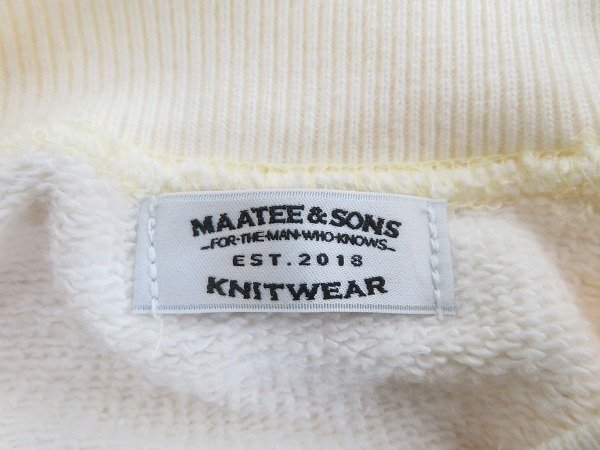 MAATEE & SONS
-FOR-THE-MAN-WHO-KNOWS-
EST. 2018
KNITWEAR